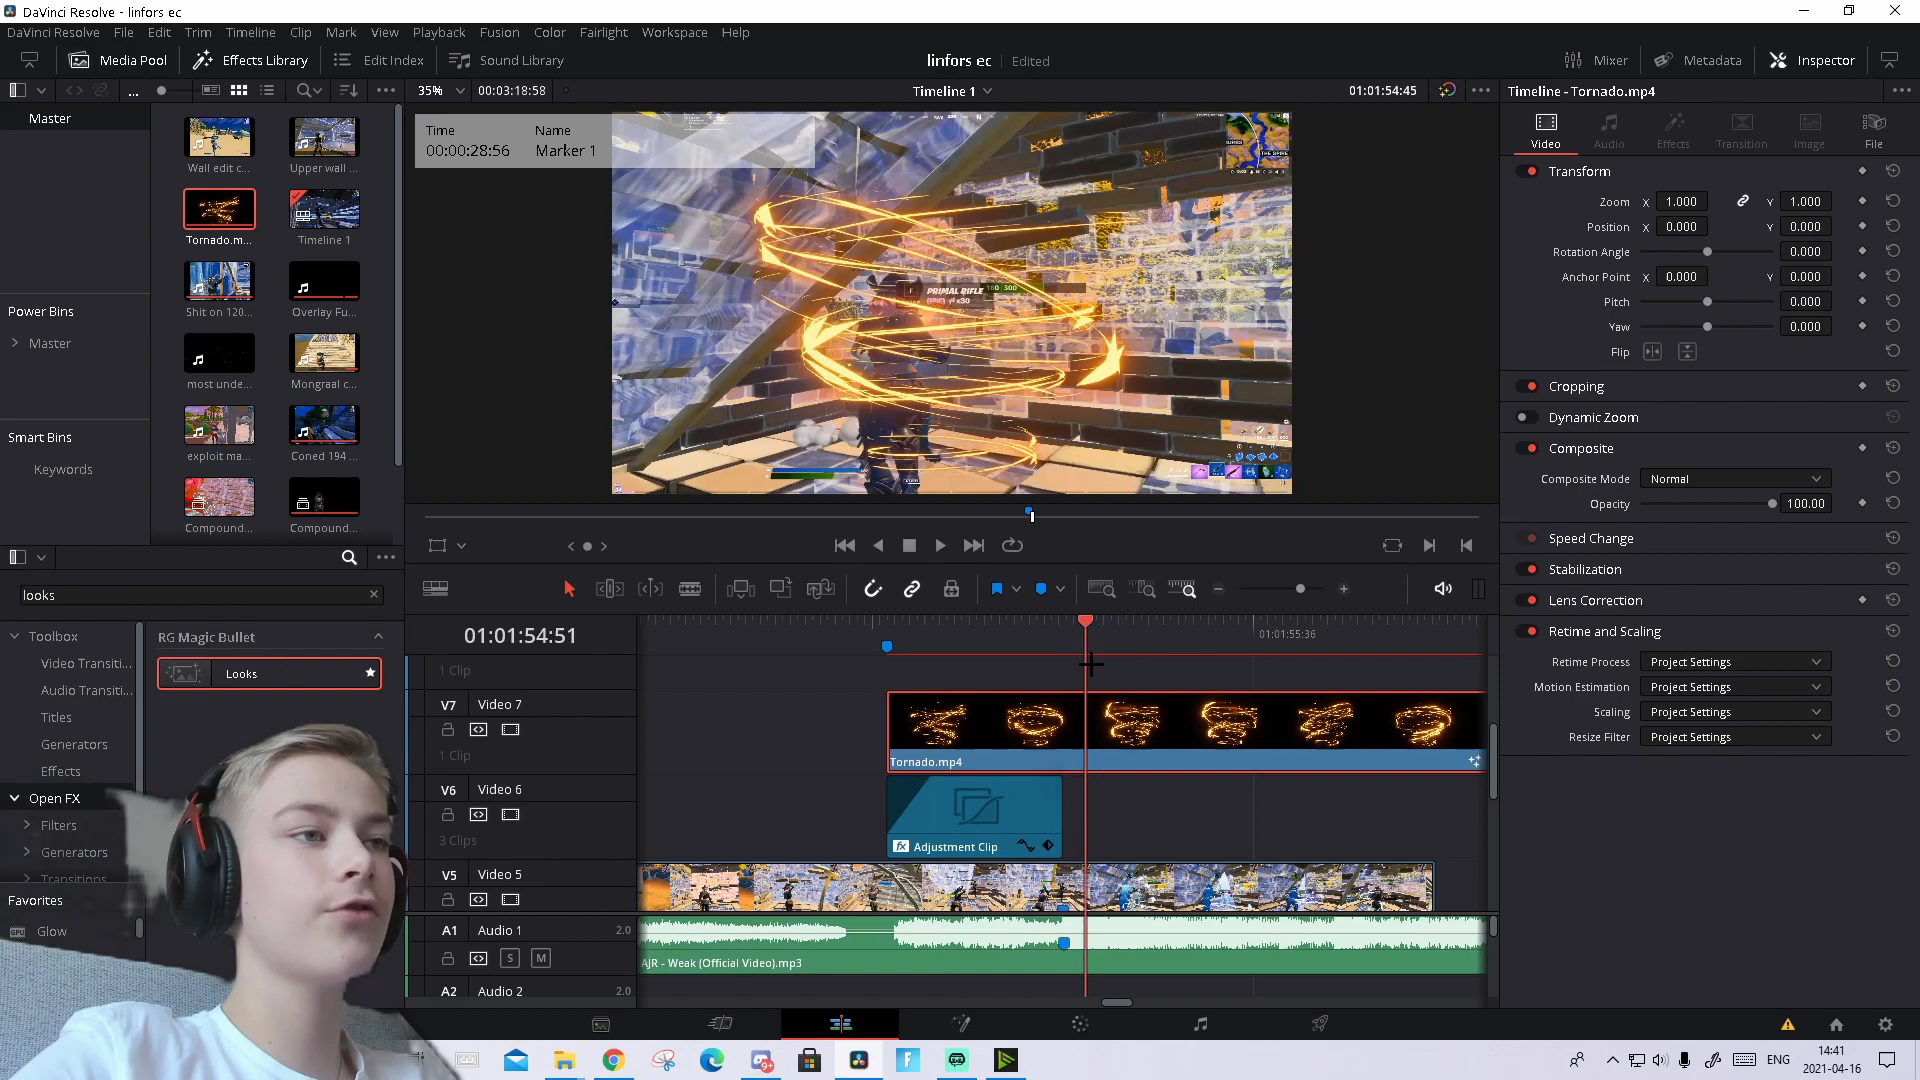 DaVinci Resolve - linfors ec
DaVinci Resolve File Edit Trim Timeline Clip Mark View Playback Fusion Color Fairlight Workspace Help
Media Pool Effects Library Edit Index Sound Library linfors ec Edited Mixer Metadata Inspector
... 35% 00:03:18:58 Timeline 1 01:01:54:45 Timeline - Tornado.mp4
Master
Wall edit c... Upper wall ...
Tornado.m... Timeline 1
Shit on 120... Overlay Fu...
most unde... Mongraal c...
exploit ma... Coned 194 ...
Compound... Compound...
Power Bins
Master
Smart Bins
Keywords
Time Name
00:00:28:56 Marker 1
PRIMAL RIFLE
x30
Video Audio Effects Transition Image File
Transform
Zoom X 1.000 Y 1.000
Position X 0.000 Y 0.000
Rotation Angle 0.000
Anchor Point X 0.000 Y 0.000
Pitch 0.000
Yaw 0.000
Flip
Cropping
Dynamic Zoom
Composite
Composite Mode Normal
Opacity 100.00
Speed Change
Stabilization
Lens Correction
Retime and Scaling
Retime Process Project Settings
Motion Estimation Project Settings
Scaling Project Settings
Resize Filter Project Settings
looks
Toolbox
Video Transiti...
Audio Transiti...
Titles
Generators
Effects
Open FX
Filters
Generators
Transitions
Favorites
Glow
RG Magic Bullet
Looks
01:01:54:51 01:01:55:36
1 Clip
V7 Video 7
1 Clip
Tornado.mp4
V6 Video 6
3 Clips
Adjustment Clip
V5 Video 5
A1 Audio 1 2.0
S M
AJR - Weak (Official Video).mp3
A2 Audio 2 2.0
ENG 14:41
2021-04-16